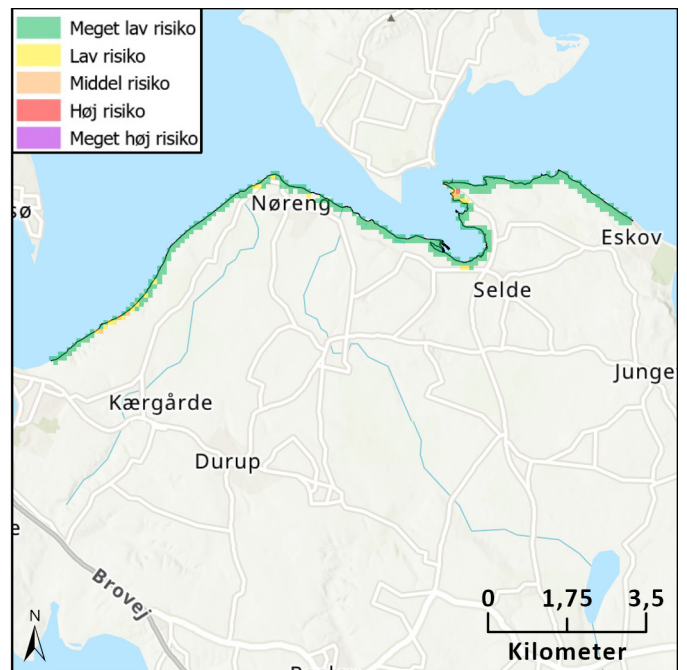 Meget lav risiko
Lav risiko
Middel risiko
Høj risiko
Meget høj risiko
sø
Nøreng
Eskov
Selde
Junge
Kærgårde
Durup
e
Brovej
0 1,75 3,5
Kilometer
N